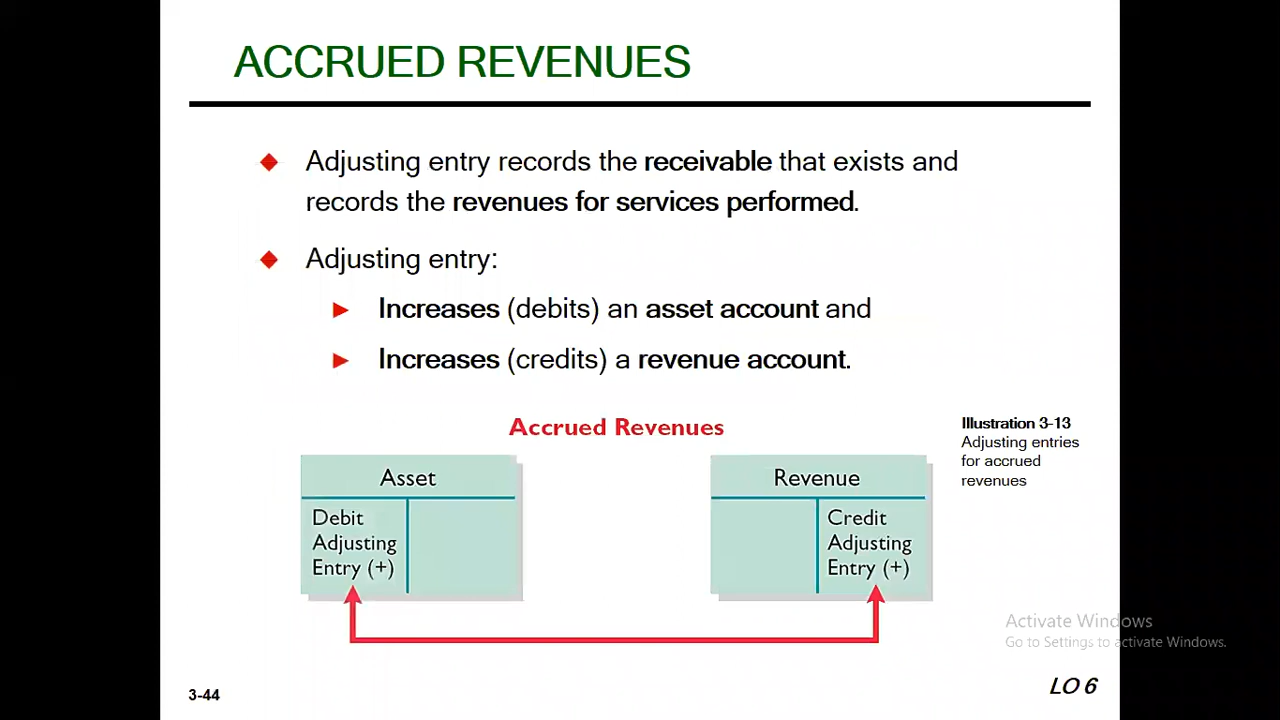 ACCRUED REVENUES
Adjusting entry records the receivable that exists and
records the revenues for services performed.
Adjusting entry:
Increases (debits) an asset account and
Increases (credits) a revenue account.
Accrued Revenues
Illustration 3-13
Adjusting entries
for accrued
revenues
Asset
Debit
Adjusting
Entry (+)
Revenue
Credit
Adjusting
Entry (+)
Activate Windows
Go to Settings to activate Windows.
3-44
LO 6